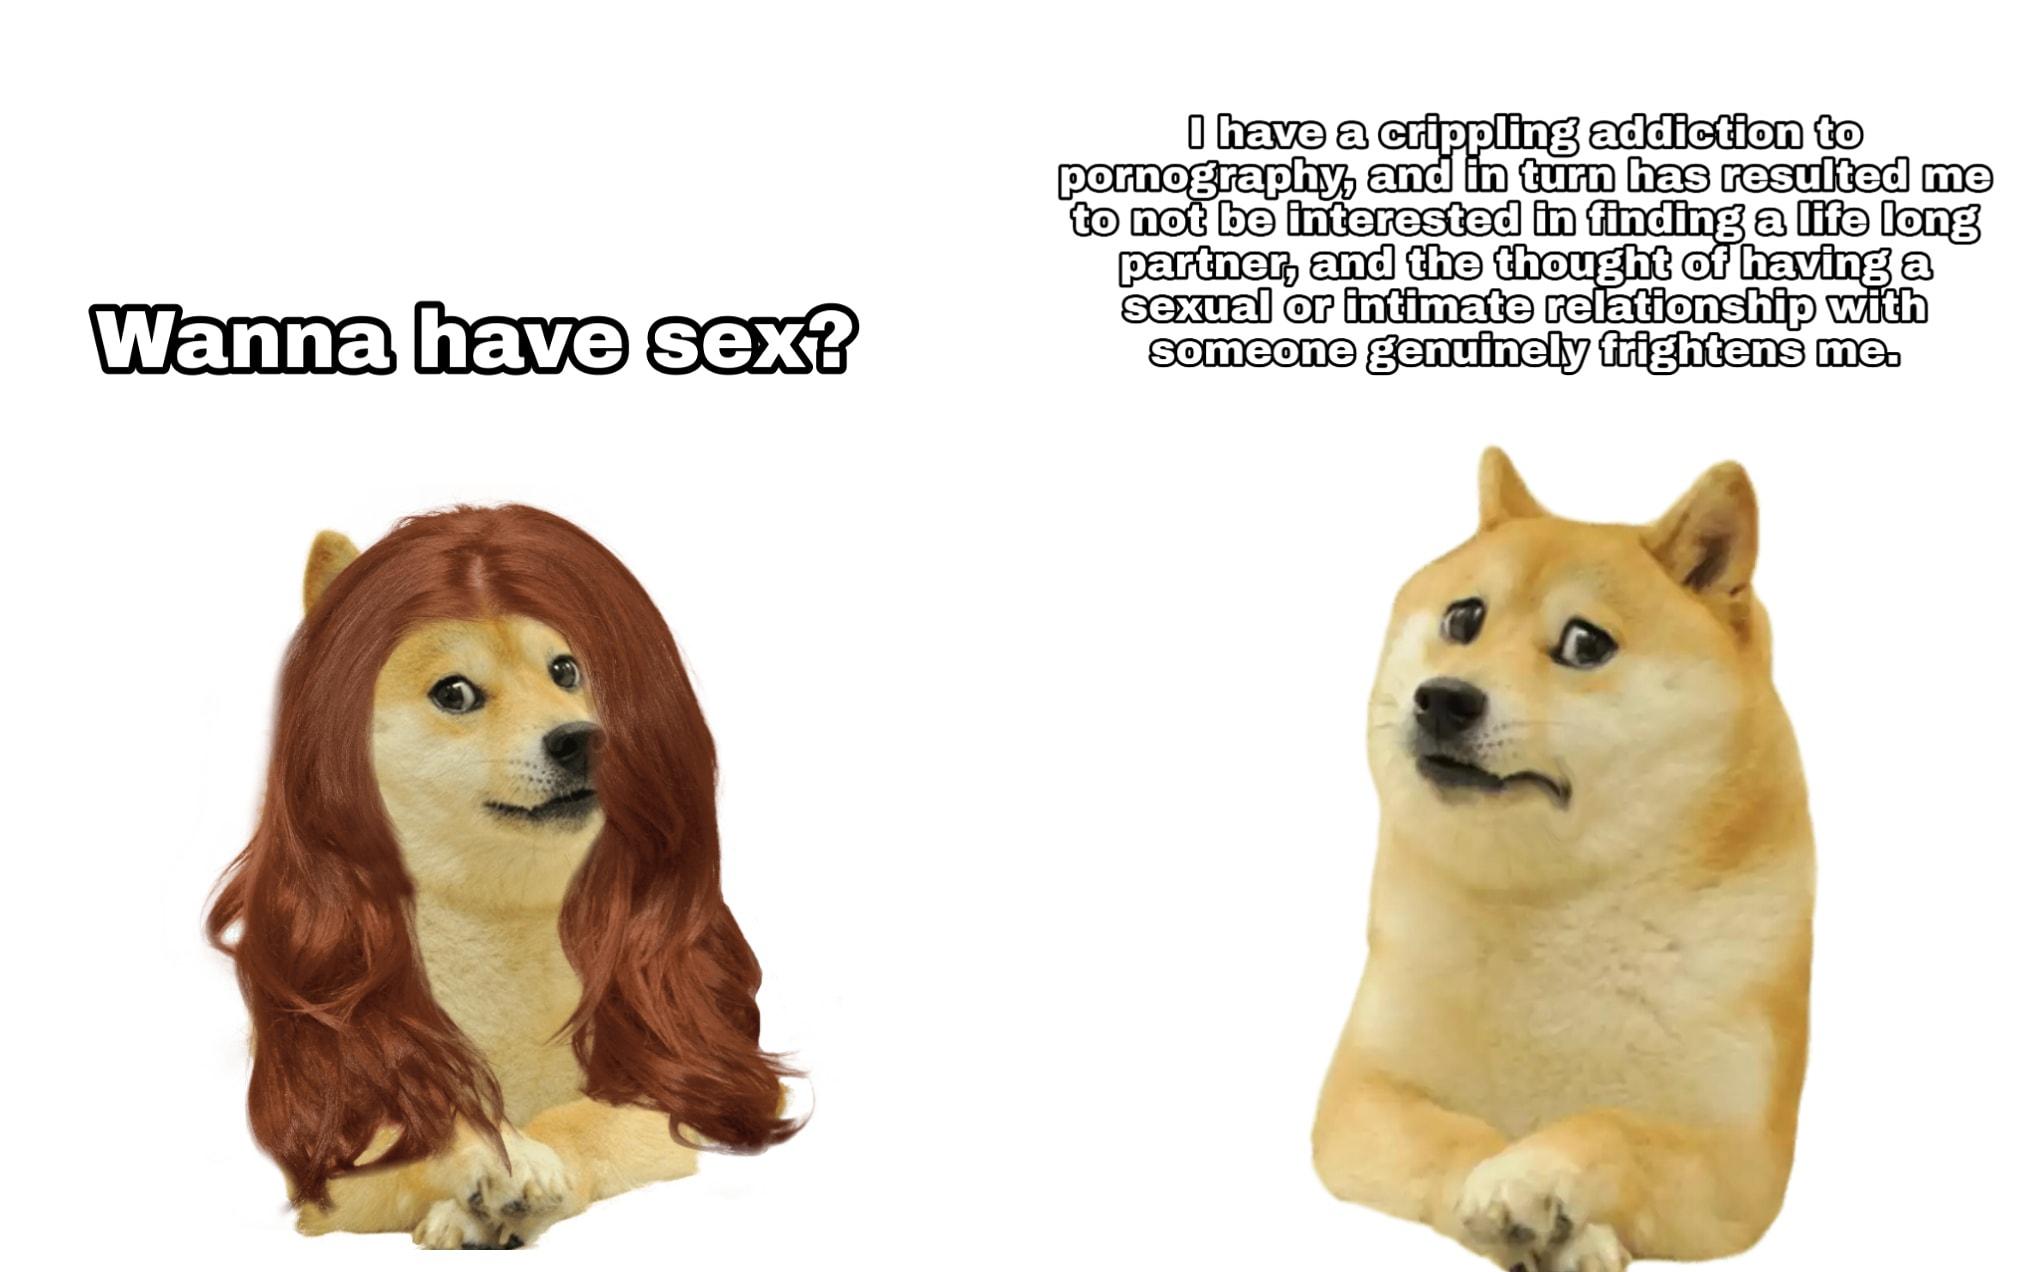 Wanna have sex?
I have a crippling addiction to
pornography, and in turn has resulted me
to not be interested in finding a life long
partner, and the thought of having a
sexual or intimate relationship with
someone genuinely frightens me.